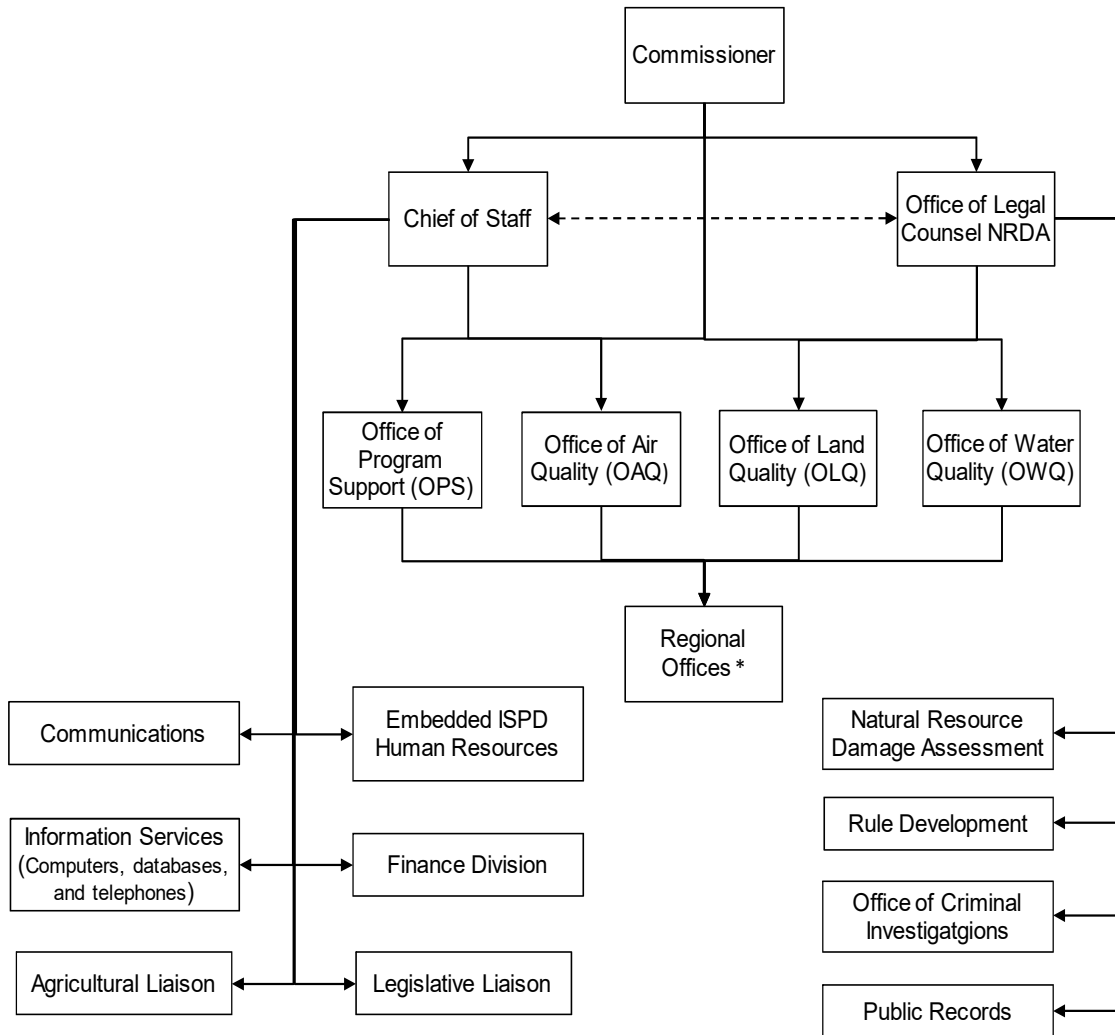 Commissioner
Chief of Staff
Office of Legal
Counsel NRDA
Office of
Program
Support (OPS)
Office of Air
Quality (OAQ)
Office of Land
Quality (OLQ)
Office of Water
Quality (OWQ)
Regional
Offices *
Communications
Embedded ISPD
Human Resources
Natural Resource
Damage Assessment
Information Services
(Computers, databases,
and telephones)
Finance Division
Rule Development
Office of Criminal
Investigatgions
Agricultural Liaison
Legislative Liaison
Public Records